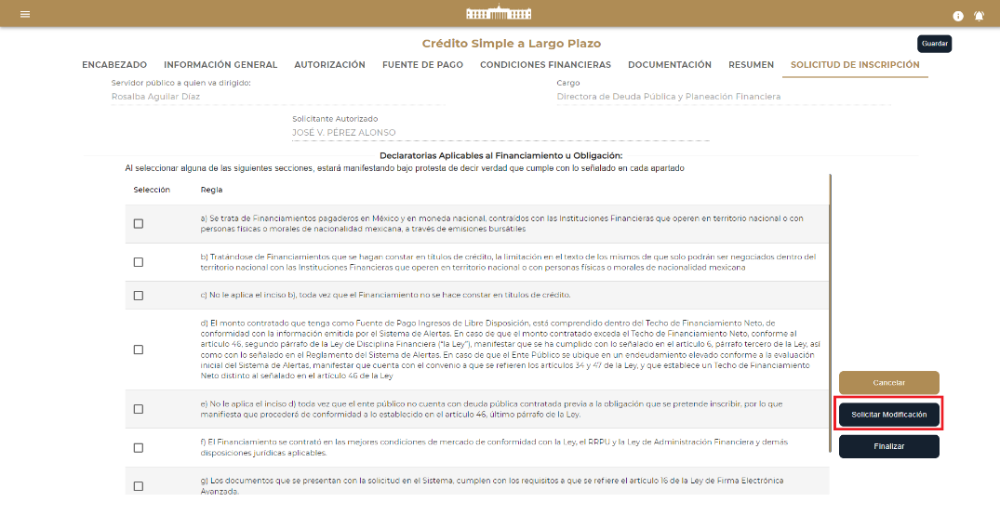 Crédito Simple a Largo Plazo
Guardar
ENCABEZADO INFORMACIÓN GENERAL AUTORIZACIÓN FUENTE DE PAGO CONDICIONES FINANCIERAS DOCUMENTACIÓN RESUMEN SOLICITUD DE INSCRIPCIÓN
Servidor público a quien va dirigido: Cargo
Rosalba Aguilar Díaz Directora de Deuda Pública y Planeación Financiera
Solicitante Autorizado
JOSÉ V. PÉREZ ALONSO
Declaratorias Aplicables al Financiamiento u Obligación:
Al seleccionar alguna de las siguientes secciones, estará manifestando bajo protesta de decir verdad que cumple con lo señalado en cada apartado
Selección Regla
a) Se trata de Financiamientos pagaderos en México y en moneda nacional, contraídos con las Instituciones Financieras que operen en territorio nacional o con
personas físicas o morales de nacionalidad mexicana, a través de emisiones bursátiles
b) Tratándose de Financiamientos que se hagan constar en títulos de crédito, la limitación en el texto de los mismos de que solo podrán ser negociados dentro del
territorio nacional con las Instituciones Financieras que operen en territorio nacional o con personas físicas o morales de nacionalidad mexicana
c) No le aplica el inciso b), toda vez que el Financiamiento no se hace constar en títulos de crédito.
d) El monto contratado que tenga como Fuente de Pago Ingresos de Libre Disposición, está comprendido dentro del Techo de Financiamiento Neto, de
conformidad con la información emitida por el Sistema de Alertas. En caso de que el monto contratado exceda el Techo de Financiamiento Neto, conforme al
artículo 46, segundo párrafo de la Ley de Disciplina Financiera ("la Ley"), manifestar que se ha cumplido con lo señalado en el artículo 6, párrafo tercero de la Ley, así
como con lo señalado en el Reglamento del Sistema de Alertas. En caso de que el Ente Público se ubique en un endeudamiento elevado conforme a la evaluación
inicial del Sistema de Alertas, manifestar que cuenta con el convenio a que se refieren los artículos 34 y 47 de la Ley, y que establece un Techo de Financiamiento
Neto distinto al señalado en el artículo 46 de la Ley
Cancelar
e) No le aplica el inciso d) toda vez que el ente público no cuenta con deuda pública contratada previa a la obligación que se pretende inscribir, por lo que
manifiesta que procederá de conformidad a lo establecido en el artículo 46, último párrafo de la Ley.
Solicitar Modificación
f) El Financiamiento se contrató en las mejores condiciones de mercado de conformidad con la Ley, el RRPU y la Ley de Administración Financiera y demás
disposiciones jurídicas aplicables.
Finalizar
g) Los documentos que se presentan con la solicitud en el Sistema, cumplen con los requisitos a que se refiere el artículo 16 de la Ley de Firma Electrónica
Avanzada.